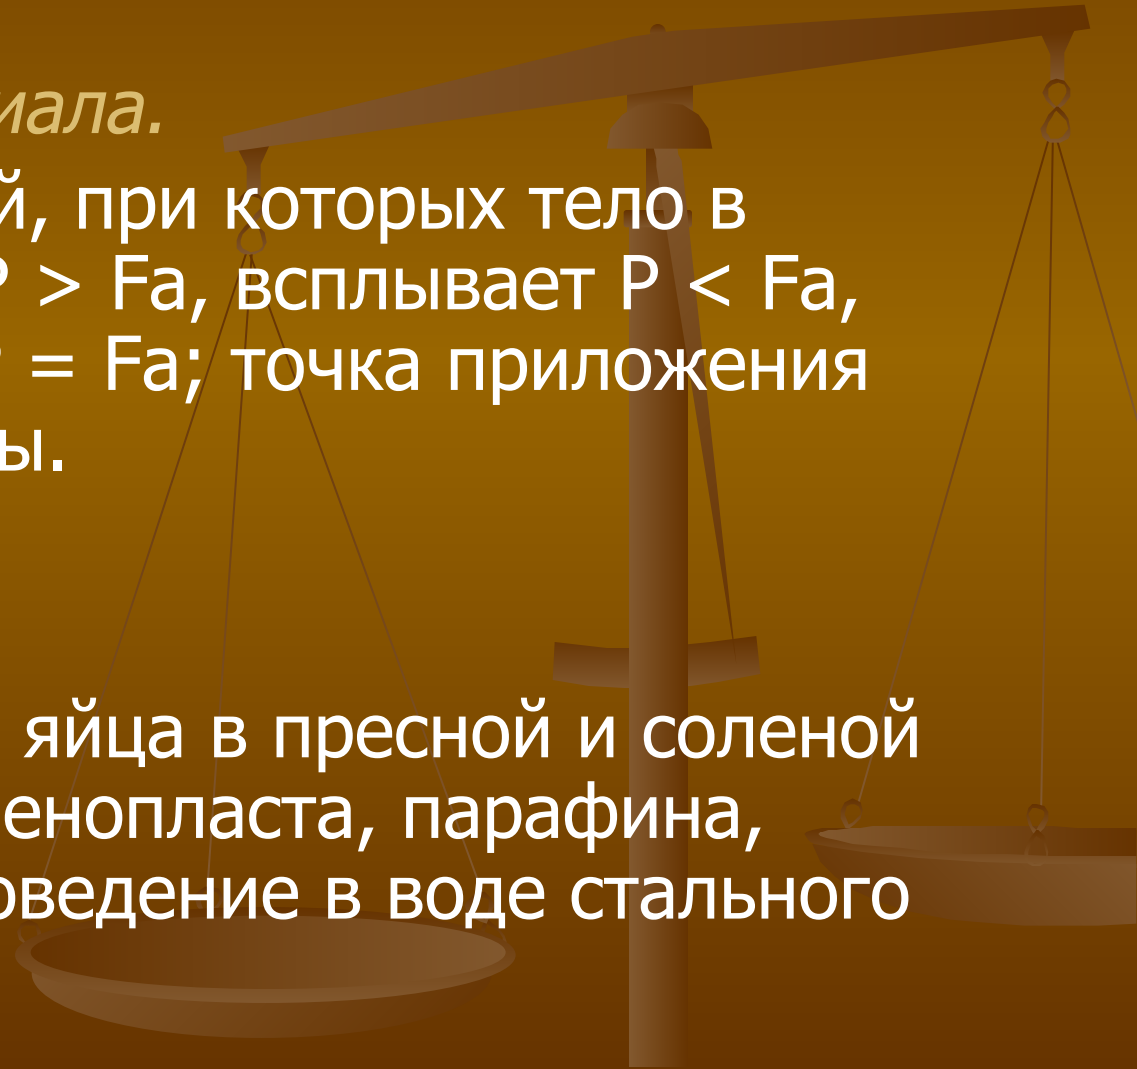 иала.
й, при которых тело в
P > Fa, всплывает P < Fa,
P = Fa; точка приложения
ы.
яйца в пресной и соленой
енопласта, парафина,
оведение в воде стального